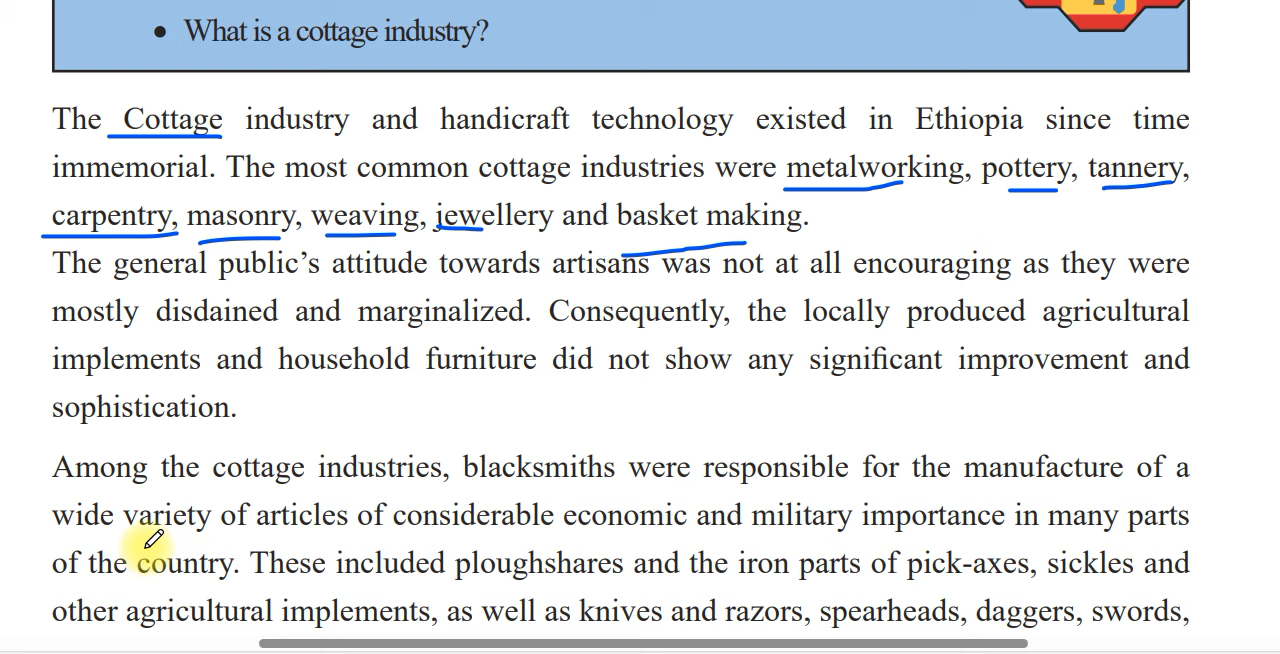 • What is a cottage industry?
The Cottage industry and handicraft technology existed in Ethiopia since time
immemorial. The most common cottage industries were metalworking, pottery, tannery,
carpentry, masonry, weaving, jewellery and basket making.
The general public’s attitude towards artisans was not at all encouraging as they were
mostly disdained and marginalized. Consequently, the locally produced agricultural
implements and household furniture did not show any significant improvement and
sophistication.
Among the cottage industries, blacksmiths were responsible for the manufacture of a
wide variety of articles of considerable economic and military importance in many parts
of the country. These included ploughshares and the iron parts of pick-axes, sickles and
other agricultural implements, as well as knives and razors, spearheads, daggers, swords,